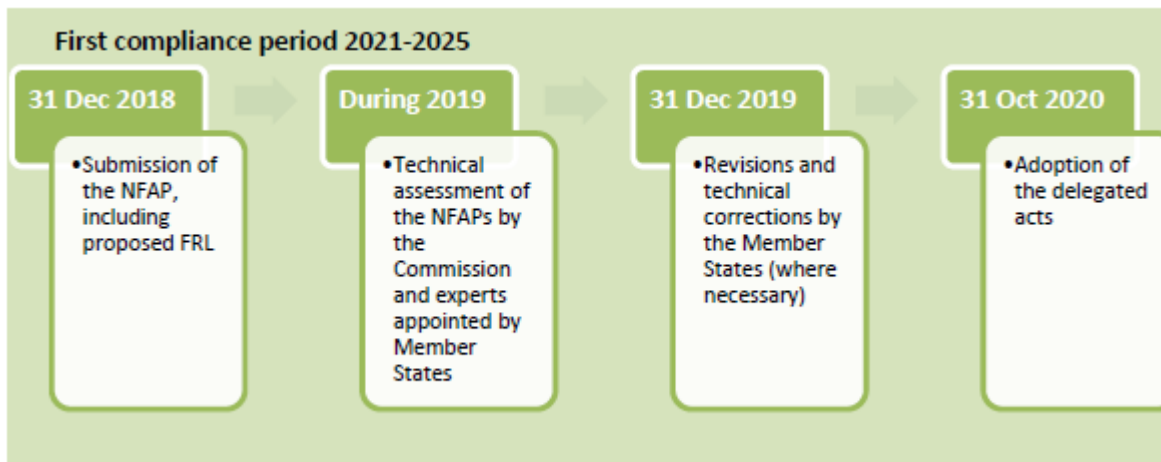 First compliance period 2021-2025
31 Dec 2018
•Submission of
the NFAP,
including
proposed FRL
During 2019
•Technical
assessment of
the NFAPs by
the
Commission
and experts
appointed by
Member
States
31 Dec 2019
•Revisions and
technical
corrections by
the Member
States (where
necessary)
31 Oct 2020
•Adoption of
the delegated
acts